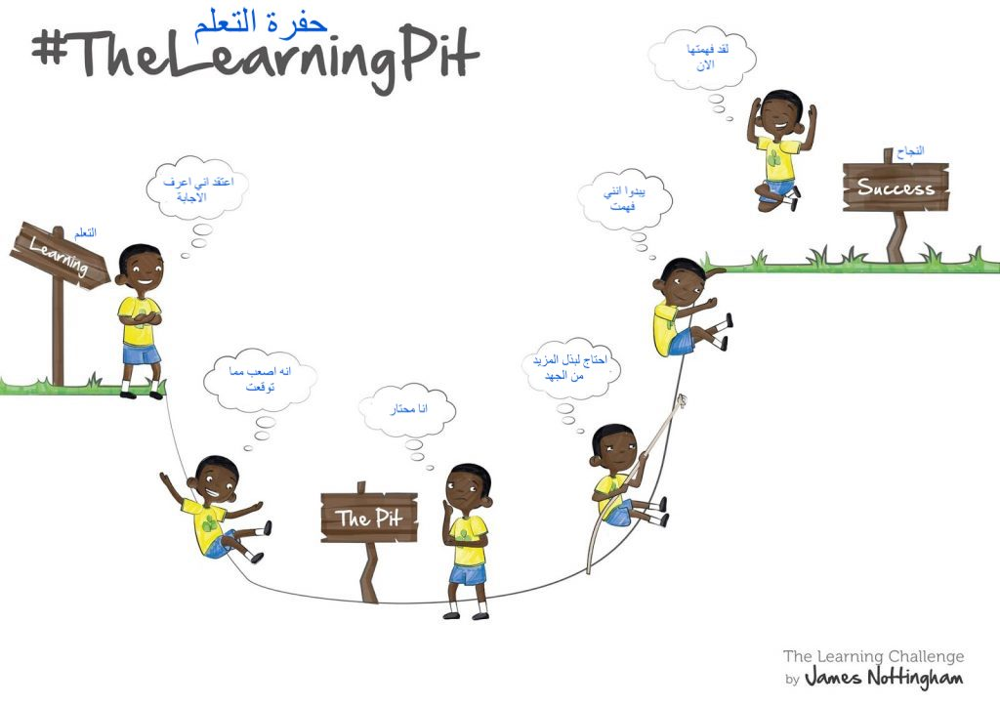 حفرة التعلم
#TheLearningPit
لقد فهمتها
الان
النجاح
Success
اعتقد اني اعرف
الاجابة
يبدوا انني
فهمت
التعلم
Learning
انه اصعب مما
توقعت
انا محتار
احتاج لبذل المزيد
من الجهد
The Pit
The Learning Challenge
by James Nottingham